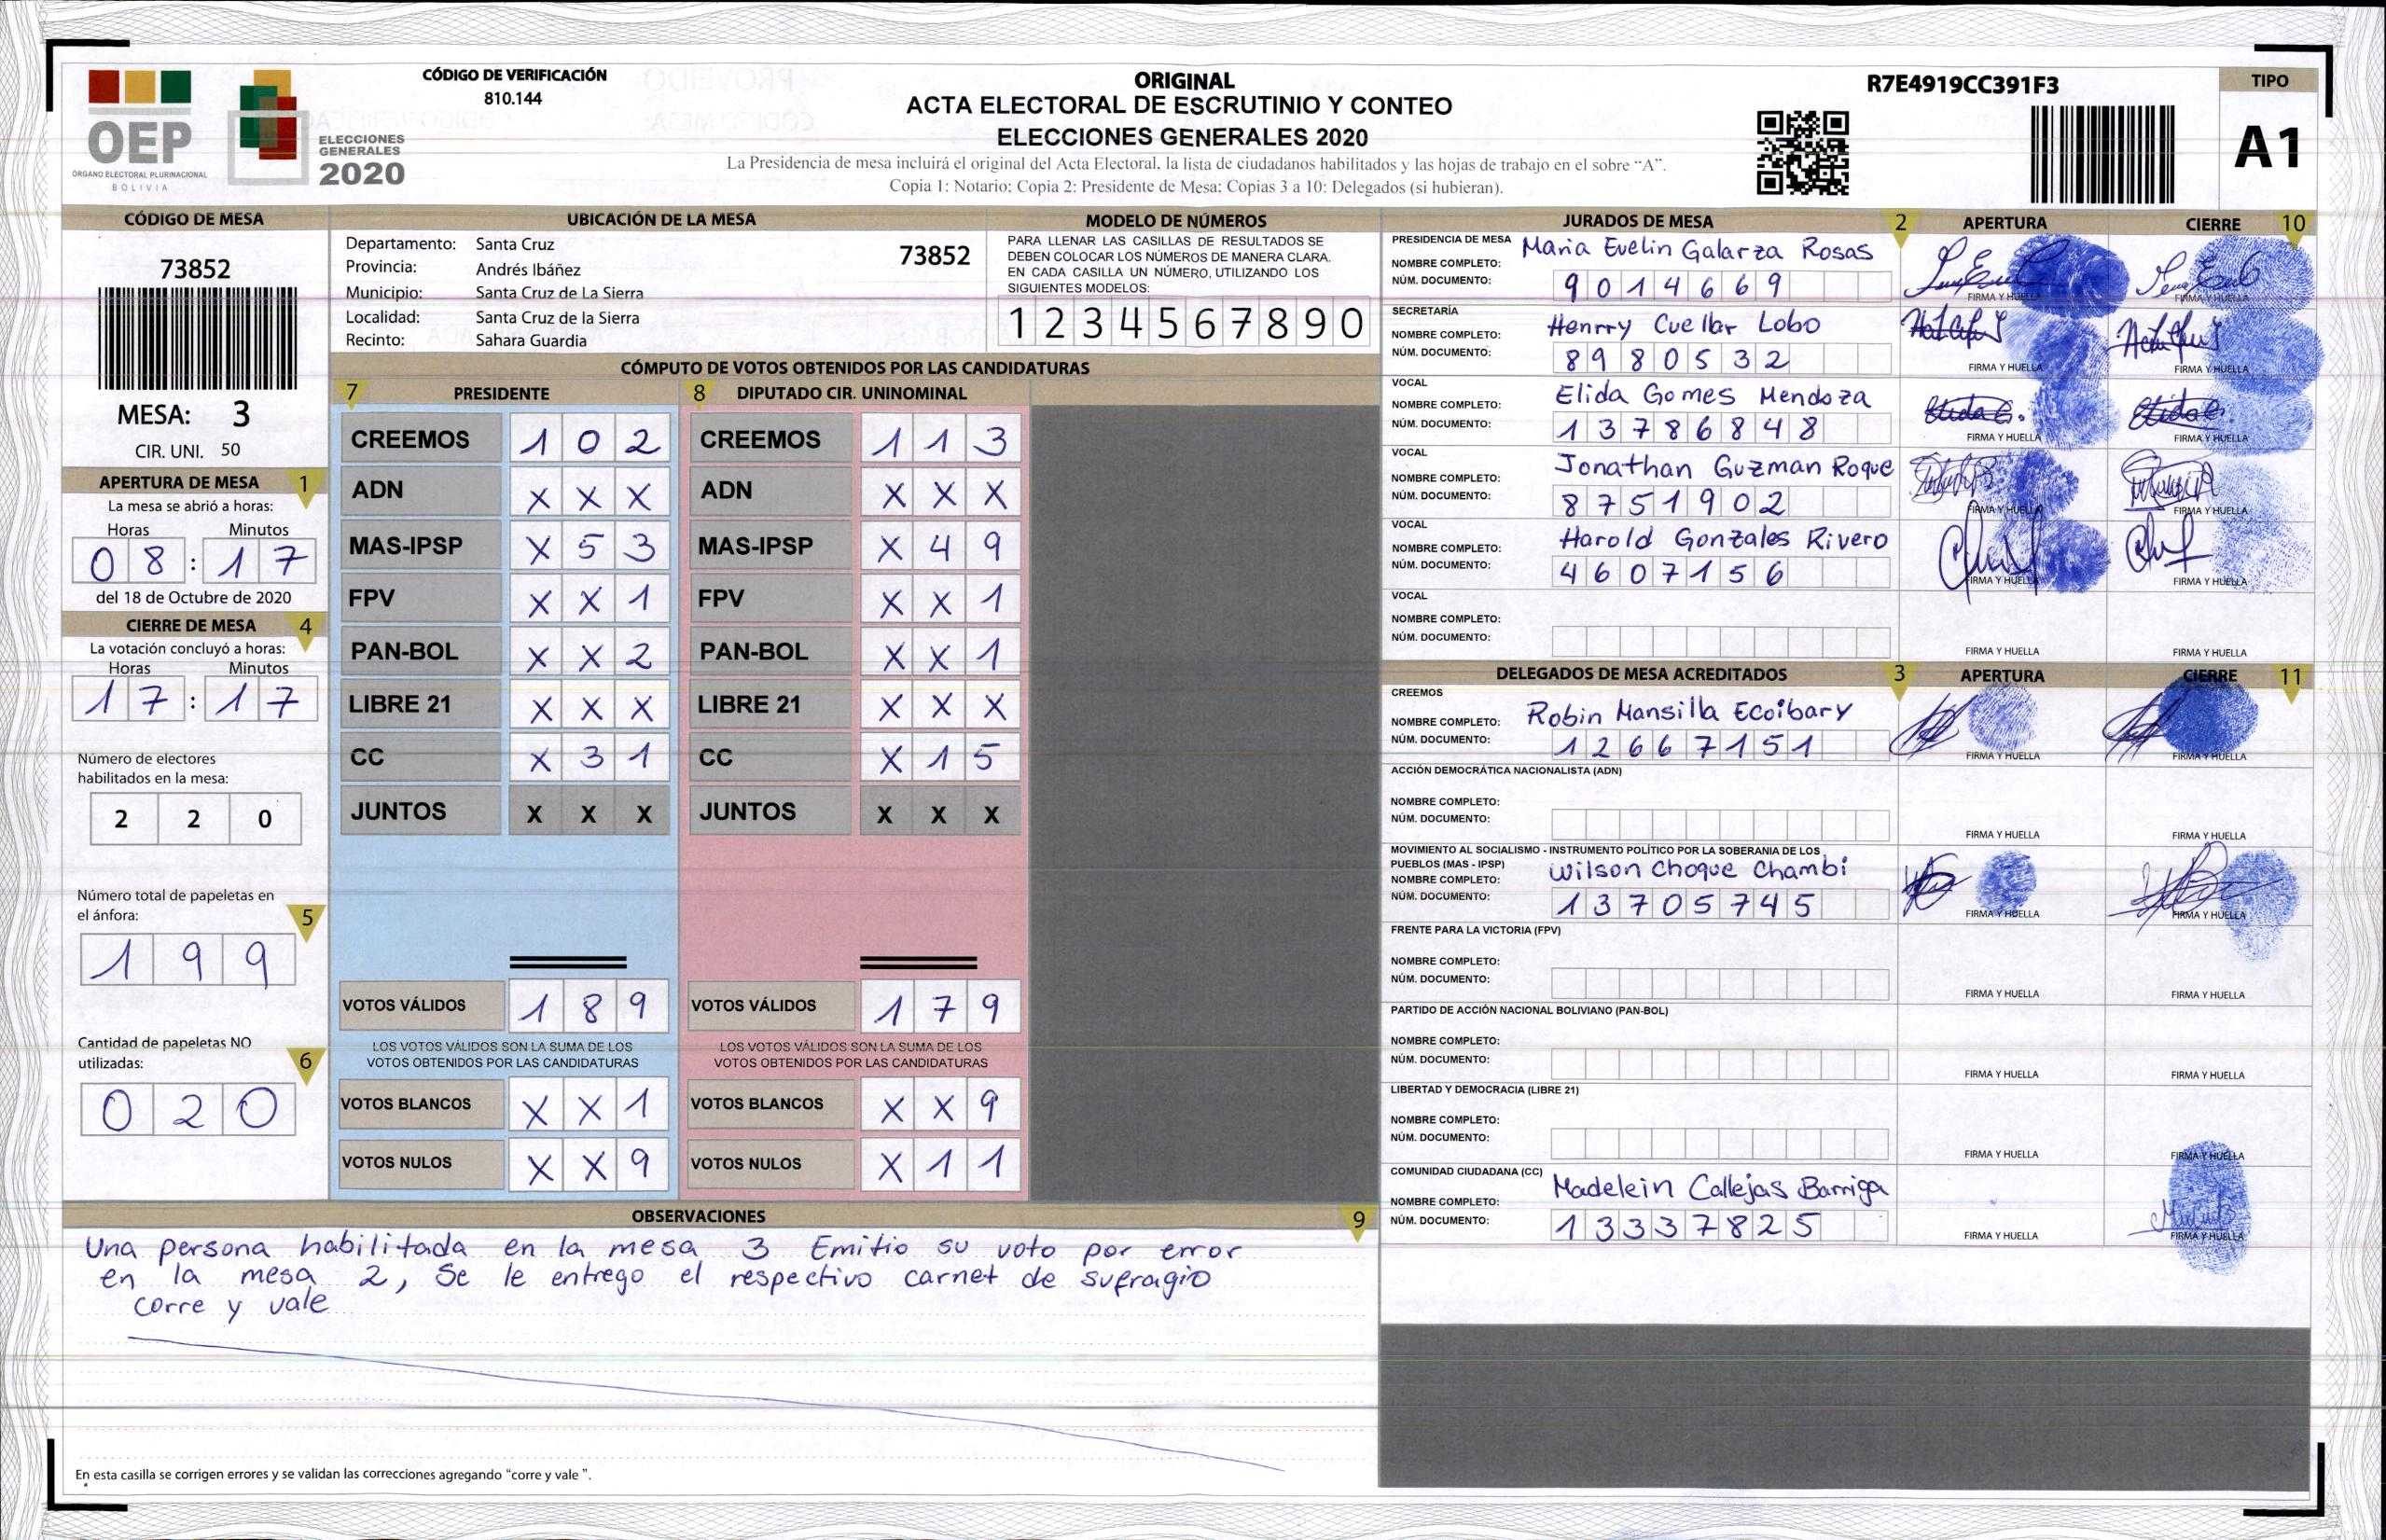 OEP
ÓRGANO ELECTORAL PLURINACIONAL
BOLIVIA
ELECCIONES
GENERALES
2020
CÓDIGO DE VERIFICACIÓN
810.144
ORIGINAL
ACTA ELECTORAL DE ESCRUTINIO Y CONTEO
ELECCIONES GENERALES 2020
La Presidencia de mesa incluirá el original del Acta Electoral, la lista de ciudadanos habilitados y las hojas de trabajo en el sobre “A”.
Copia 1: Notario; Copia 2: Presidente de Mesa; Copias 3 a 10: Delegados (si hubieran).
R7E4919CC391F3
TIPO
A1
CÓDIGO DE MESA
73852
MESA: 3
CIR. UNI. 50
APERTURA DE MESA 1
La mesa se abrió a horas:
Horas Minutos
08:17
del 18 de Octubre de 2020
CIERRE DE MESA 4
La votación concluyó a horas:
Horas Minutos
17:17
Número de electores
habilitados en la mesa:
2 2 0
Número total de papeletas en
el ánfora: 5
1 9 9
Cantidad de papeletas NO
utilizadas: 6
0 2 0
UBICACIÓN DE LA MESA
Departamento: Santa Cruz 73852
Provincia: Andrés Ibáñez
Municipio: Santa Cruz de La Sierra
Localidad: Santa Cruz de la Sierra
Recinto: Sahara Guardia
MODELO DE NÚMEROS
PARA LLENAR LAS CASILLAS DE RESULTADOS SE
DEBEN COLOCAR LOS NÚMEROS DE MANERA CLARA.
EN CADA CASILLA UN NÚMERO, UTILIZANDO LOS
SIGUIENTES MODELOS:
1 2 3 4 5 6 7 8 9 0
CÓMPUTO DE VOTOS OBTENIDOS POR LAS CANDIDATURAS
7 PRESIDENTE
CREEMOS 1 0 2
ADN X X X
MAS-IPSP X 5 3
FPV X X 1
PAN-BOL X X 2
LIBRE 21 X X X
CC X 3 1
JUNTOS X X X
VOTOS VÁLIDOS 1 8 9
LOS VOTOS VÁLIDOS SON LA SUMA DE LOS
VOTOS OBTENIDOS POR LAS CANDIDATURAS
VOTOS BLANCOS X X 1
VOTOS NULOS X X 9
8 DIPUTADO CIR. UNINOMINAL
CREEMOS 1 1 3
ADN X X X
MAS-IPSP X 4 9
FPV X X 1
PAN-BOL X X 1
LIBRE 21 X X X
CC X 1 5
JUNTOS X X X
VOTOS VÁLIDOS 1 7 9
LOS VOTOS VÁLIDOS SON LA SUMA DE LOS
VOTOS OBTENIDOS POR LAS CANDIDATURAS
VOTOS BLANCOS X X 9
VOTOS NULOS X 1 1
OBSERVACIONES 9
Una persona habilitada en la mesa 3 Emitio su voto por error
en la mesa 2, Se le entrego el respectivo carnet de sufragio
corre y vale
En esta casilla se corrigen errores y se validan las correcciones agregando “corre y vale”.
JURADOS DE MESA 2 APERTURA CIERRE 10
PRESIDENCIA DE MESA
NOMBRE COMPLETO: Maria Evelin Galarza Rosas
NÚM. DOCUMENTO: 9014669
FIRMA Y HUELLA FIRMA Y HUELLA
SECRETARÍA
NOMBRE COMPLETO: Henrry Cuellar Lobo
NÚM. DOCUMENTO: 8980532
FIRMA Y HUELLA FIRMA Y HUELLA
VOCAL
NOMBRE COMPLETO: Elida Gomes Mendoza
NÚM. DOCUMENTO: 13786848
FIRMA Y HUELLA FIRMA Y HUELLA
VOCAL
NOMBRE COMPLETO: Jonathan Guzman Roque
NÚM. DOCUMENTO: 8751902
FIRMA Y HUELLA FIRMA Y HUELLA
VOCAL
NOMBRE COMPLETO: Harold Gonzales Rivero
NÚM. DOCUMENTO: 4607156
FIRMA Y HUELLA FIRMA Y HUELLA
VOCAL
NOMBRE COMPLETO:
NÚM. DOCUMENTO:
FIRMA Y HUELLA FIRMA Y HUELLA
DELEGADOS DE MESA ACREDITADOS 3 APERTURA CIERRE 11
CREEMOS
NOMBRE COMPLETO: Robin Mansilla Ecoibary
NÚM. DOCUMENTO: 12667151
FIRMA Y HUELLA FIRMA Y HUELLA
ACCIÓN DEMOCRÁTICA NACIONALISTA (ADN)
NOMBRE COMPLETO:
NÚM. DOCUMENTO:
FIRMA Y HUELLA FIRMA Y HUELLA
MOVIMIENTO AL SOCIALISMO - INSTRUMENTO POLÍTICO POR LA SOBERANIA DE LOS
PUEBLOS (MAS - IPSP)
NOMBRE COMPLETO: Wilson Choque Chambi
NÚM. DOCUMENTO: 13705745
FIRMA Y HUELLA FIRMA Y HUELLA
FRENTE PARA LA VICTORIA (FPV)
NOMBRE COMPLETO:
NÚM. DOCUMENTO:
FIRMA Y HUELLA FIRMA Y HUELLA
PARTIDO DE ACCIÓN NACIONAL BOLIVIANO (PAN-BOL)
NOMBRE COMPLETO:
NÚM. DOCUMENTO:
FIRMA Y HUELLA FIRMA Y HUELLA
LIBERTAD Y DEMOCRACIA (LIBRE 21)
NOMBRE COMPLETO:
NÚM. DOCUMENTO:
FIRMA Y HUELLA FIRMA Y HUELLA
COMUNIDAD CIUDADANA (CC)
NOMBRE COMPLETO: Madelein Callejas Barriga
NÚM. DOCUMENTO: 13337825
FIRMA Y HUELLA FIRMA Y HUELLA